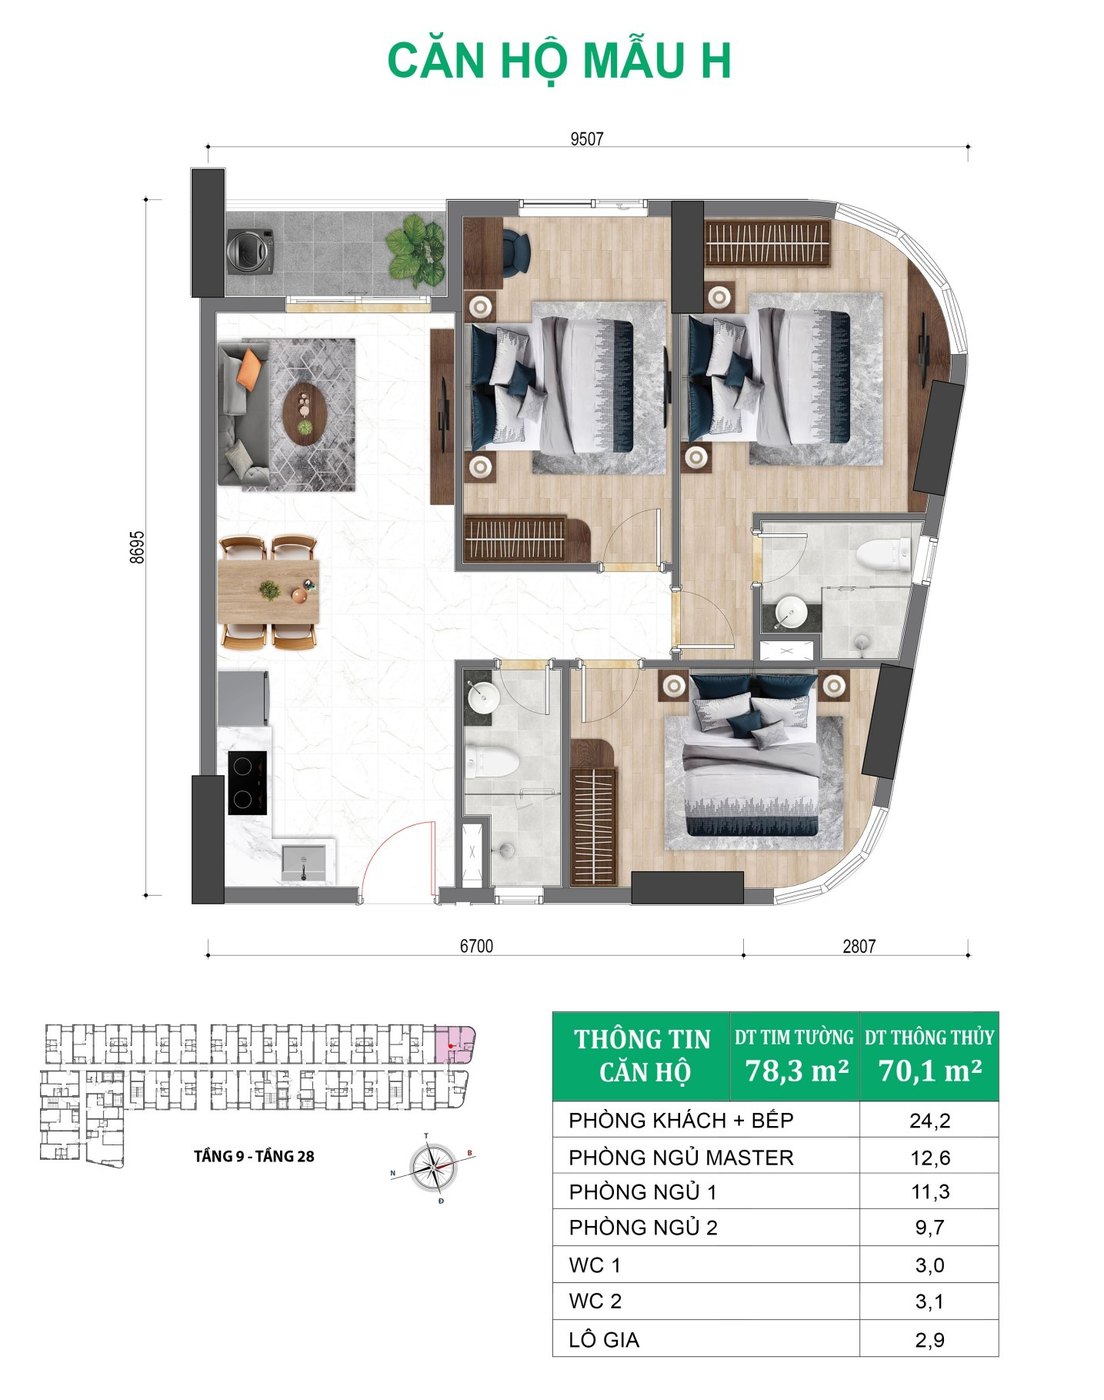 CĂN HỘ MẪU H
9507
8695
6700
2807
THÔNG TIN
CĂN HỘ
DT TIM TƯỜNG
78,3 m²
DT THÔNG THỦY
70,1 m²
PHÒNG KHÁCH + BẾP 24,2
PHÒNG NGỦ MASTER 12,6
PHÒNG NGỦ 1 11,3
PHÒNG NGỦ 2 9,7
WC 1 3,0
WC 2 3,1
LÔ GIA 2,9
TẦNG 9 - TẦNG 28
T
B
N
Đ